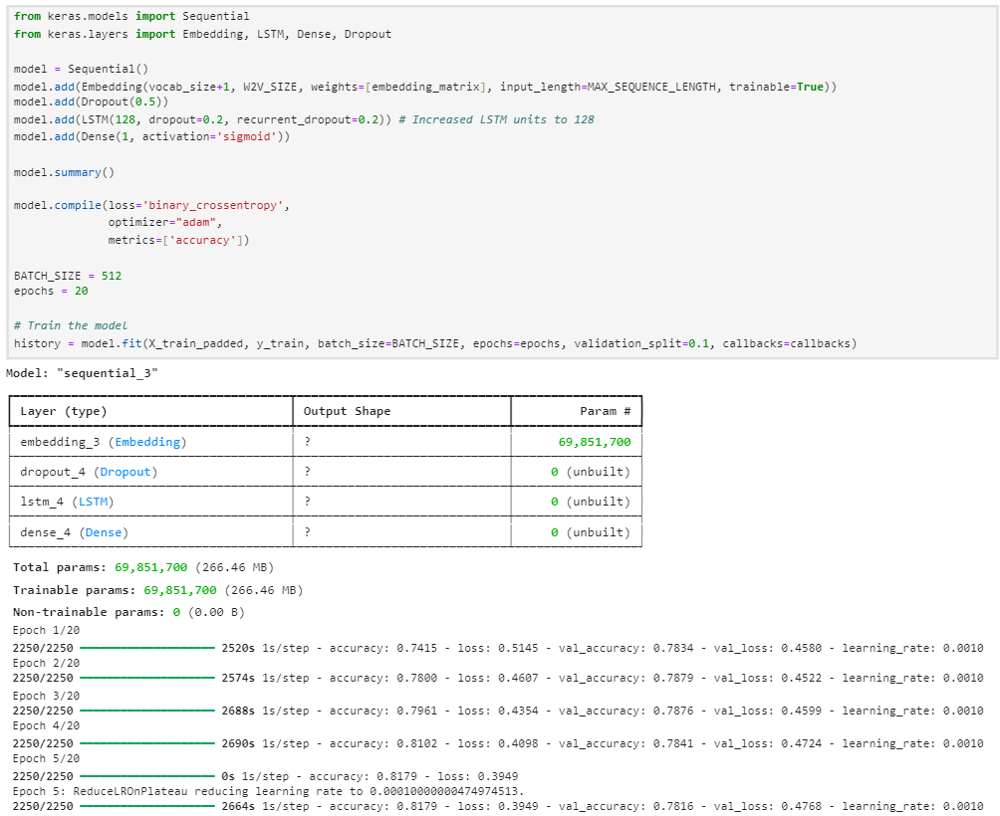 from keras.models import Sequential
from keras.layers import Embedding, LSTM, Dense, Dropout
model = Sequential()
model.add(Embedding(vocab_size+1, W2V_SIZE, weights=[embedding_matrix], input_length=MAX_SEQUENCE_LENGTH, trainable=True))
model.add(Dropout(0.5))
model.add(LSTM(128, dropout=0.2, recurrent_dropout=0.2)) # Increased LSTM units to 128
model.add(Dense(1, activation='sigmoid'))
model.summary()
model.compile(loss='binary_crossentropy',
              optimizer="adam",
              metrics=['accuracy'])
BATCH_SIZE = 512
epochs = 20
# Train the model
history = model.fit(X_train_padded, y_train, batch_size=BATCH_SIZE, epochs=epochs, validation_split=0.1, callbacks=callbacks)
Model: "sequential_3"
Layer (type) Output Shape Param #
embedding_3 (Embedding) ? 69,851,700
dropout_4 (Dropout) ? 0 (unbuilt)
lstm_4 (LSTM) ? 0 (unbuilt)
dense_4 (Dense) ? 0 (unbuilt)
Total params: 69,851,700 (266.46 MB)
Trainable params: 69,851,700 (266.46 MB)
Non-trainable params: 0 (0.00 B)
Epoch 1/20
2250/2250 2520s 1s/step - accuracy: 0.7415 - loss: 0.5145 - val_accuracy: 0.7834 - val_loss: 0.4580 - learning_rate: 0.0010
Epoch 2/20
2250/2250 2574s 1s/step - accuracy: 0.7800 - loss: 0.4607 - val_accuracy: 0.7879 - val_loss: 0.4522 - learning_rate: 0.0010
Epoch 3/20
2250/2250 2688s 1s/step - accuracy: 0.7961 - loss: 0.4354 - val_accuracy: 0.7876 - val_loss: 0.4599 - learning_rate: 0.0010
Epoch 4/20
2250/2250 2690s 1s/step - accuracy: 0.8102 - loss: 0.4098 - val_accuracy: 0.7841 - val_loss: 0.4724 - learning_rate: 0.0010
Epoch 5/20
2250/2250 0s 1s/step - accuracy: 0.8179 - loss: 0.3949
Epoch 5: ReduceLROnPlateau reducing learning rate to 0.00010000000474974513.
2250/2250 2664s 1s/step - accuracy: 0.8179 - loss: 0.3949 - val_accuracy: 0.7816 - val_loss: 0.4768 - learning_rate: 0.0010